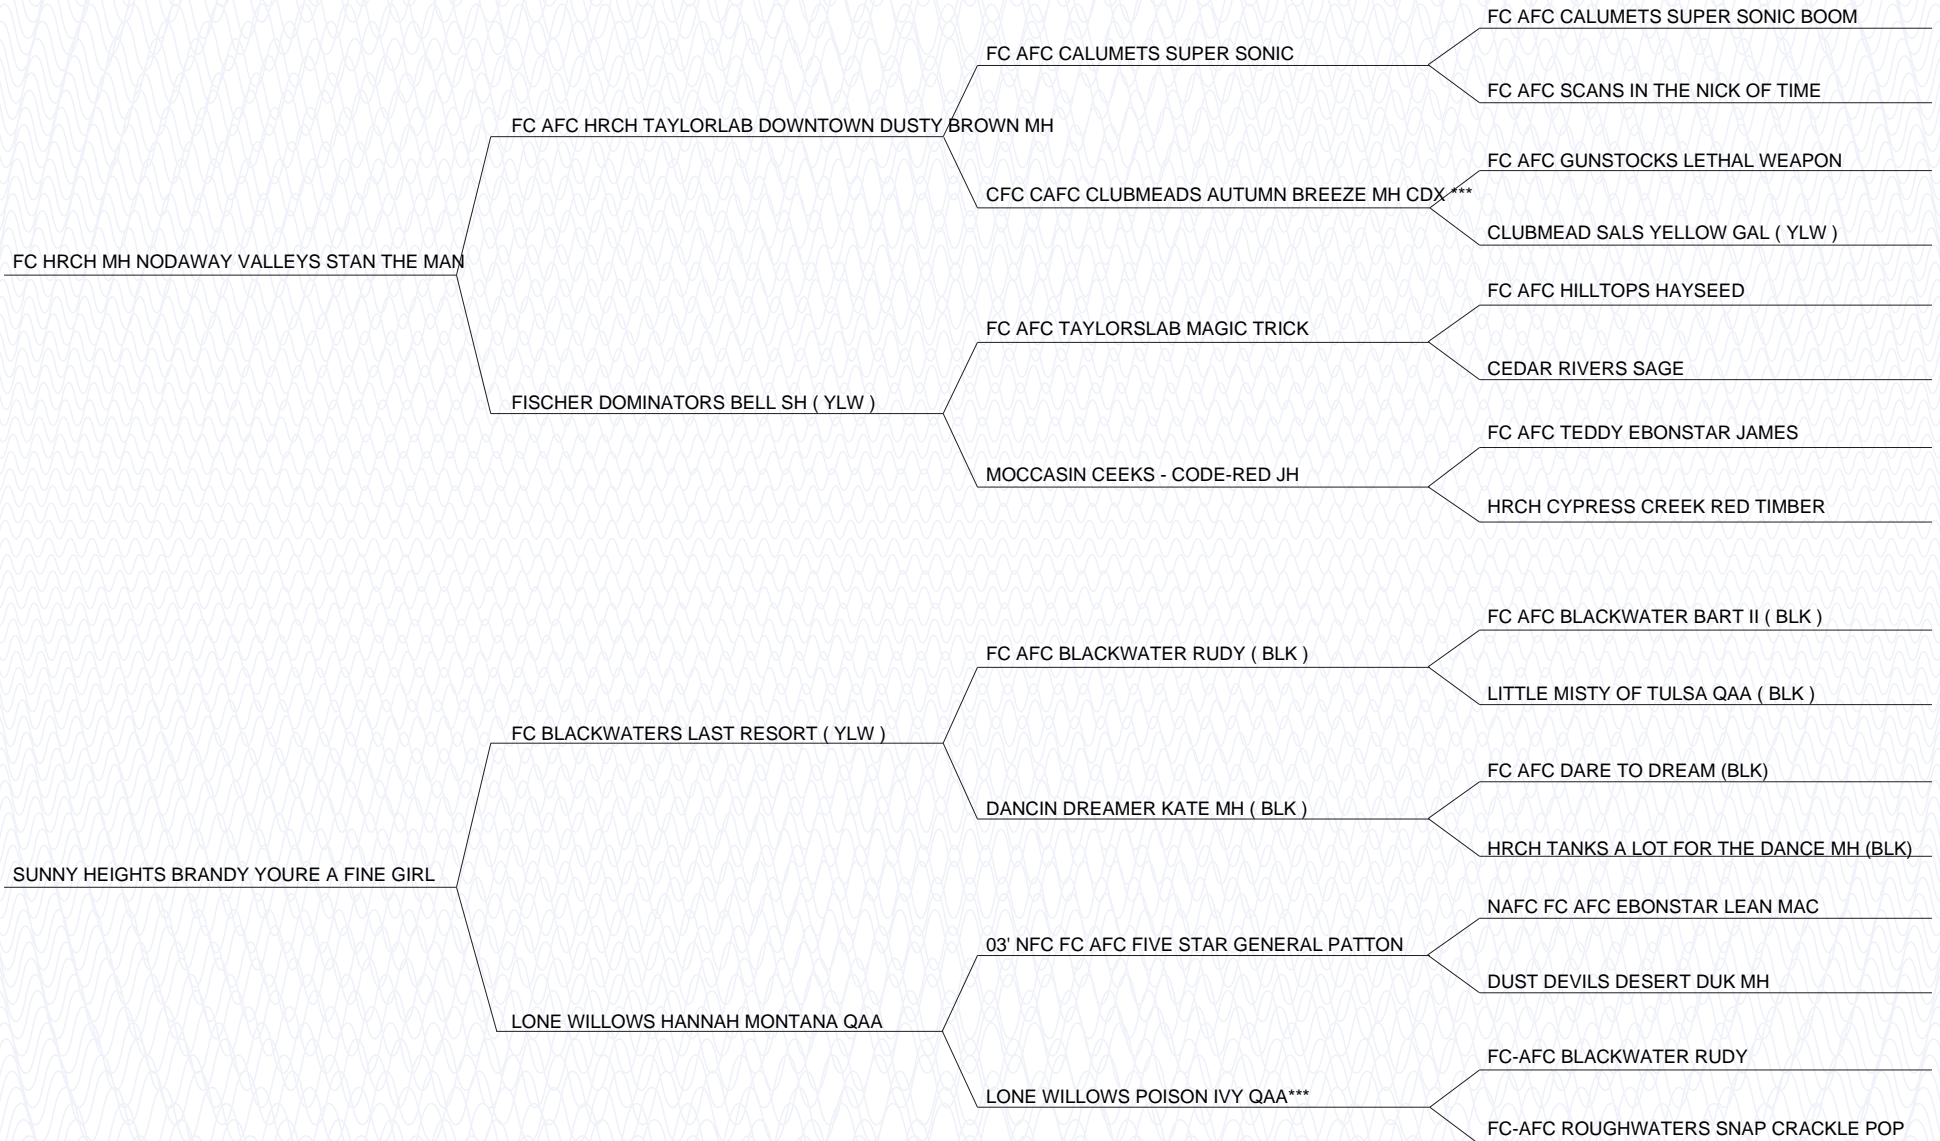 FC AFC CALUMETS SUPER SONIC BOOM
FC AFC CALUMETS SUPER SONIC
FC AFC SCANS IN THE NICK OF TIME
FC AFC HRCH TAYLORLAB DOWNTOWN DUSTY BROWN MH
FC AFC GUNSTOCKS LETHAL WEAPON
CFC CAFC CLUBMEADS AUTUMN BREEZE MH CDX ***
CLUBMEAD SALS YELLOW GAL ( YLW )
FC HRCH MH NODAWAY VALLEYS STAN THE MAN
FC AFC HILLTOPS HAYSEED
FC AFC TAYLORSLAB MAGIC TRICK
CEDAR RIVERS SAGE
FISCHER DOMINATORS BELL SH ( YLW )
FC AFC TEDDY EBONSTAR JAMES
MOCCASIN CEEKS - CODE-RED JH
HRCH CYPRESS CREEK RED TIMBER
FC AFC BLACKWATER BART II ( BLK )
FC AFC BLACKWATER RUDY ( BLK )
LITTLE MISTY OF TULSA QAA ( BLK )
FC BLACKWATERS LAST RESORT ( YLW )
FC AFC DARE TO DREAM (BLK)
DANCIN DREAMER KATE MH ( BLK )
HRCH TANKS A LOT FOR THE DANCE MH (BLK)
SUNNY HEIGHTS BRANDY YOURE A FINE GIRL
NAFC FC AFC EBONSTAR LEAN MAC
03' NFC FC AFC FIVE STAR GENERAL PATTON
DUST DEVILS DESERT DUK MH
LONE WILLOWS HANNAH MONTANA QAA
FC-AFC BLACKWATER RUDY
LONE WILLOWS POISON IVY QAA***
FC-AFC ROUGHWATERS SNAP CRACKLE POP